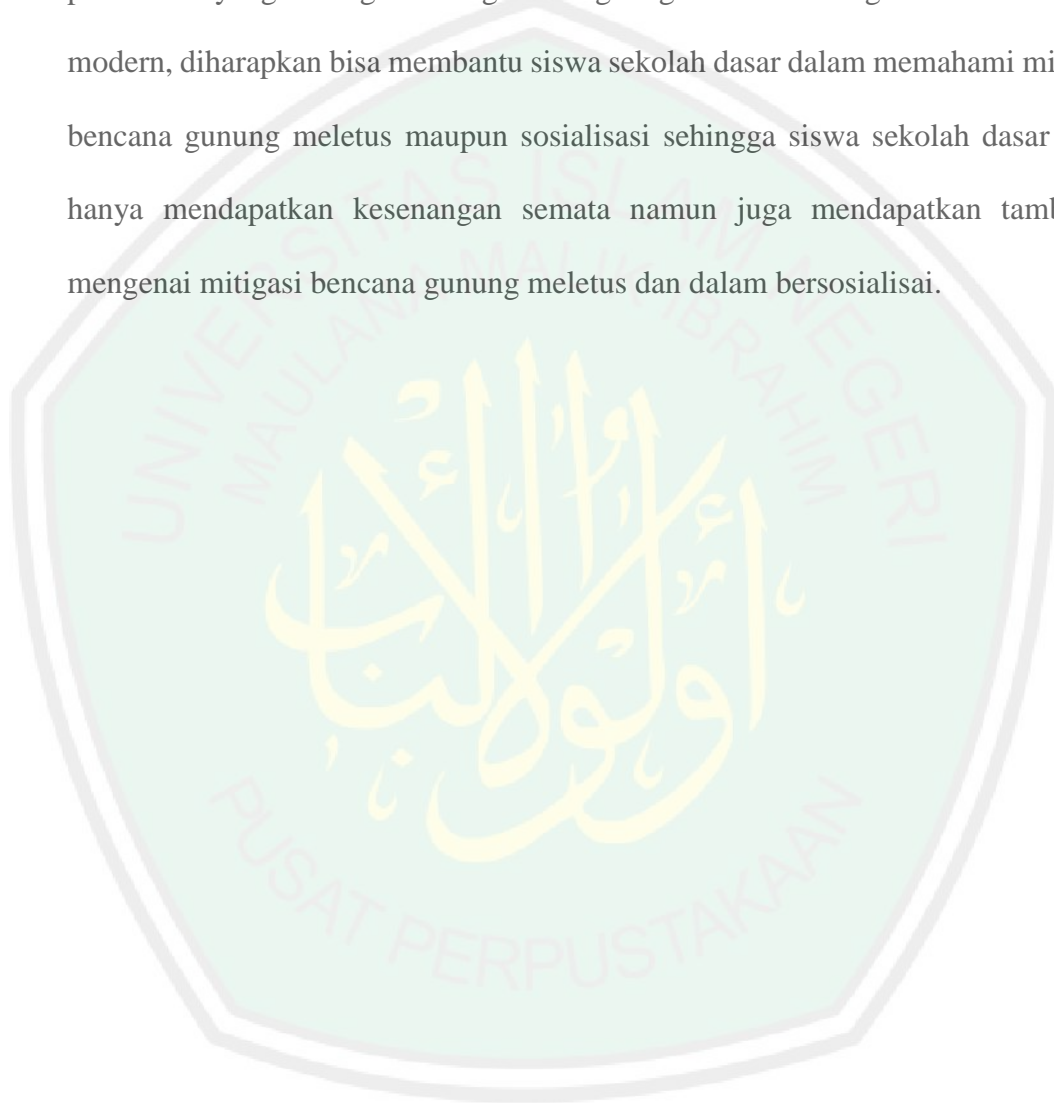 modern, diharapkan bisa membantu siswa sekolah dasar dalam memahami
bencana gunung meletus maupun sosialisasi sehingga siswa sekolah dasar
hanya mendapatkan kesenangan semata namun juga mendapatkan
mengenai mitigasi bencana gunung meletus dan dalam bersosialisai.
UNIVERSITAS ISLAM NEGERI
MAULANA MALIK IBRAHIM
أولوا الألباب
PUSAT PERPUSTAKAAN